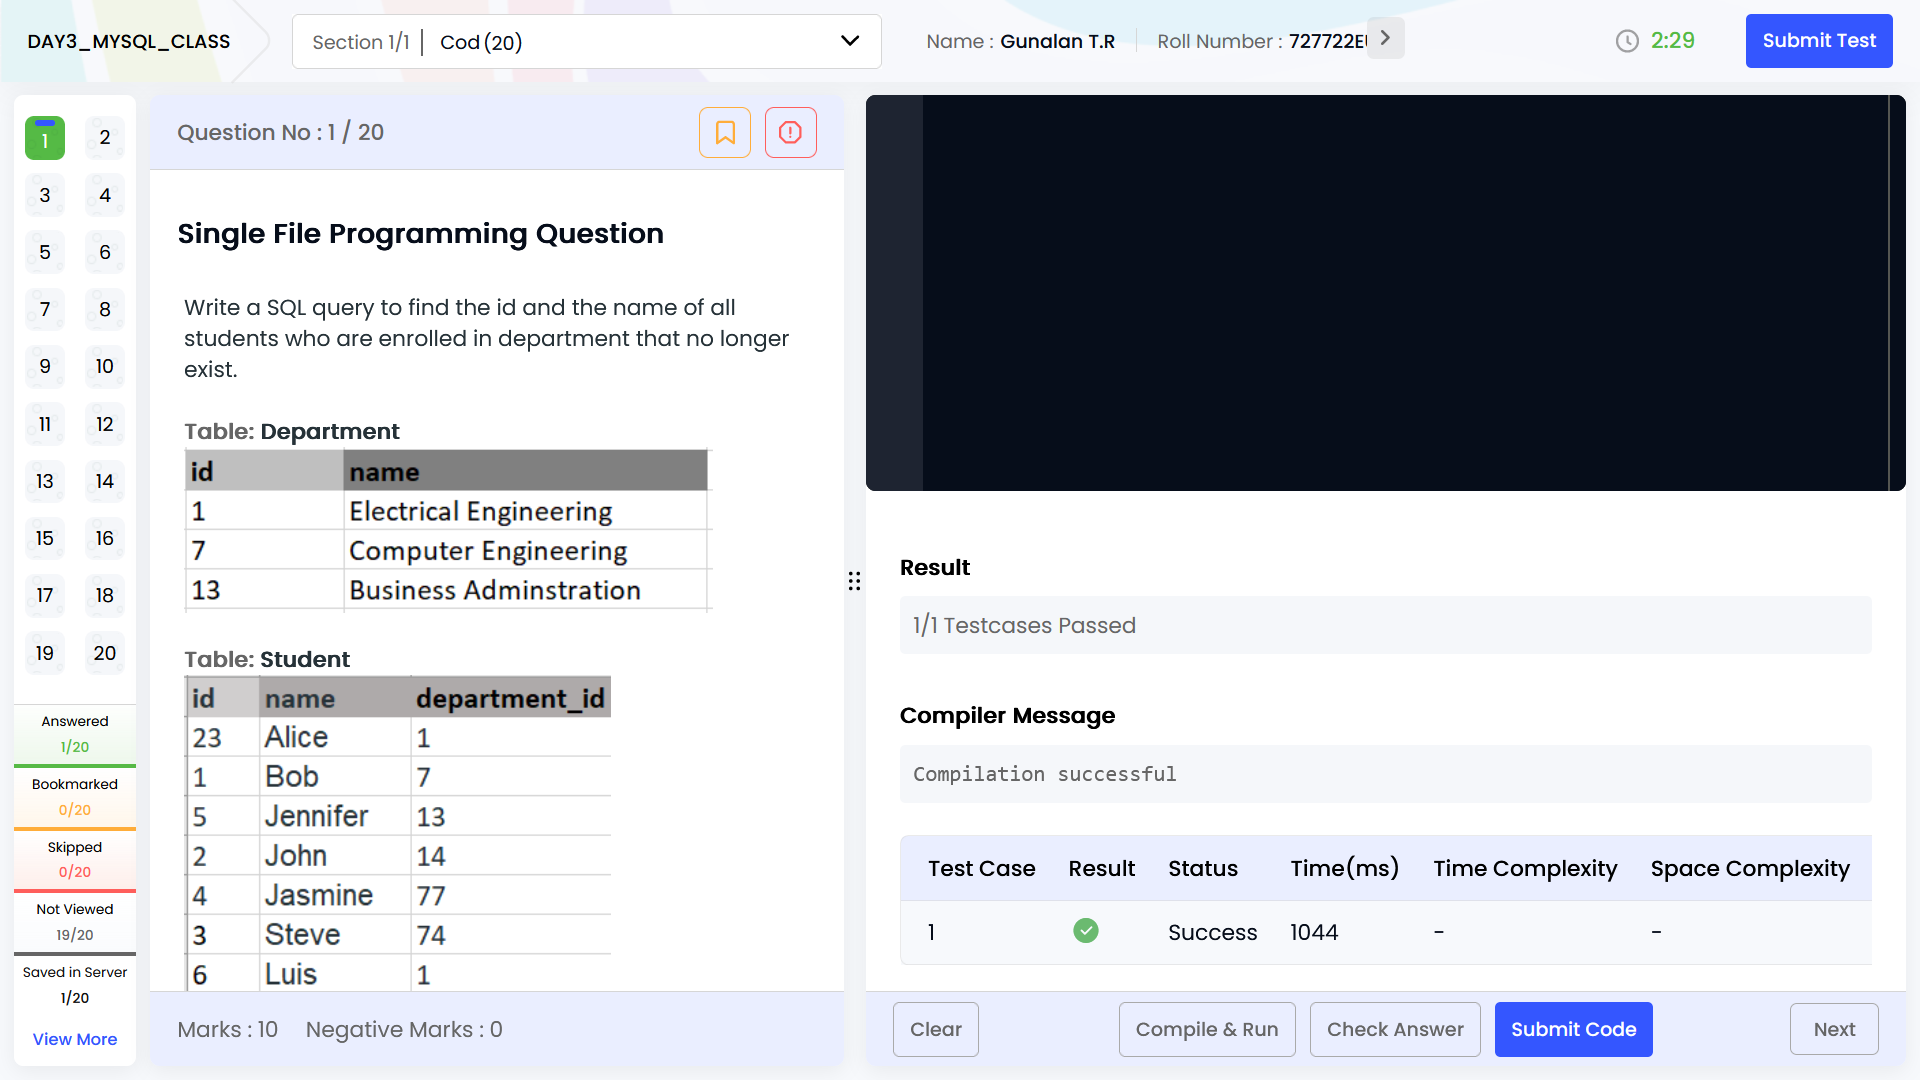 DAY3_MYSQL_CLASS
Section 1/1 | Cod (20)
Name : Gunalan T.R
Roll Number :
2:29
Submit Test
1 2
3 4
5 6
7 8
9 10
11 12
13 14
15 16
17 18
19 20
Answered
1/20
Bookmarked
0/20
Skipped
0/20
Not Viewed
19/20
Saved in Server
1/20
View More
Question No : 1 / 20
Single File Programming Question
Write a SQL query to find the id and the name of all
students who are enrolled in department that no longer
exist.
Table: Department
id name
1 Electrical Engineering
7 Computer Engineering
13 Business Adminstration
Table: Student
id name department_id
23 Alice 1
1 Bob 7
5 Jennifer 13
2 John 14
4 Jasmine 77
3 Steve 74
6 Luis 1
Marks : 10 Negative Marks : 0
Result
1/1 Testcases Passed
Compiler Message
Compilation successful
Test Case Result Status Time(ms) Time Complexity Space Complexity
1 Success 1044 - -
Clear
Compile & Run
Check Answer
Submit Code
Next